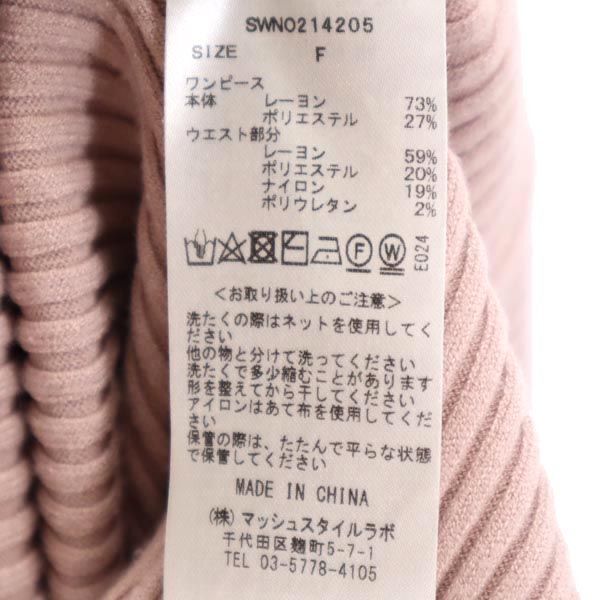 SWNO214205
SIZE F
ワンピース
本体 レーヨン 73%
ポリエステル 27%
ウエスト部分
レーヨン 59%
ポリエステル 20%
ナイロン 19%
ポリウレタン 2%
F W E024
<お取り扱い上のご注意>
洗たくの際はネットを使用してく
ださい
他の物と分けて洗ってください
洗たくで多少縮むことがあります
形を整えてから干してください
アイロンはあて布を使用してくだ
さい
保管の際は、たたんで平らな状態
で保管してください
MADE IN CHINA
(株) マッシュスタイルラボ
千代田区麹町5-7-1
TEL 03-5778-4105